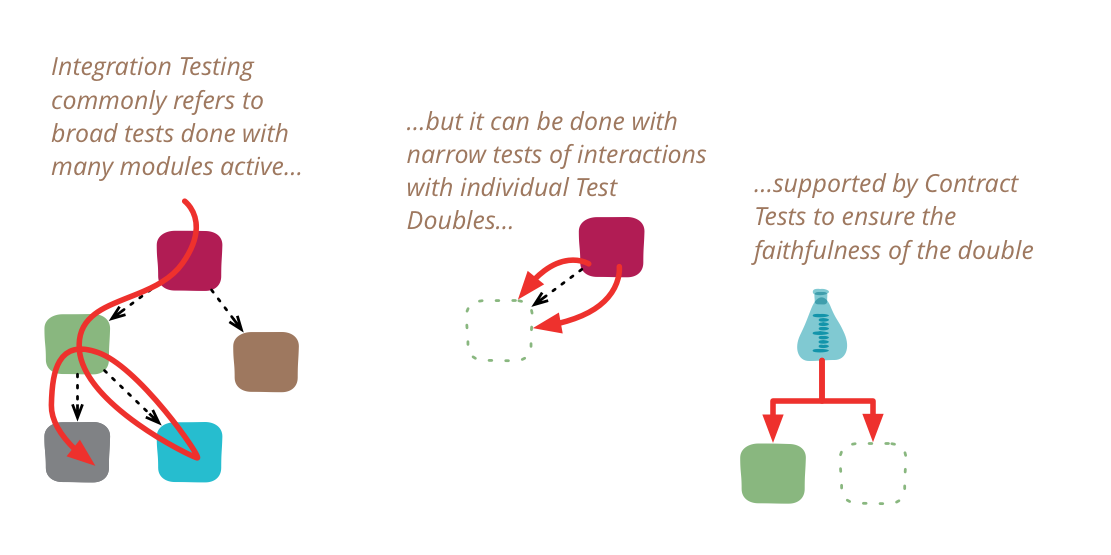 Integration Testing
commonly refers to
broad tests done with
many modules active...
...but it can be done with
narrow tests of interactions
with individual Test
Doubles...
...supported by Contract
Tests to ensure the
faithfulness of the double